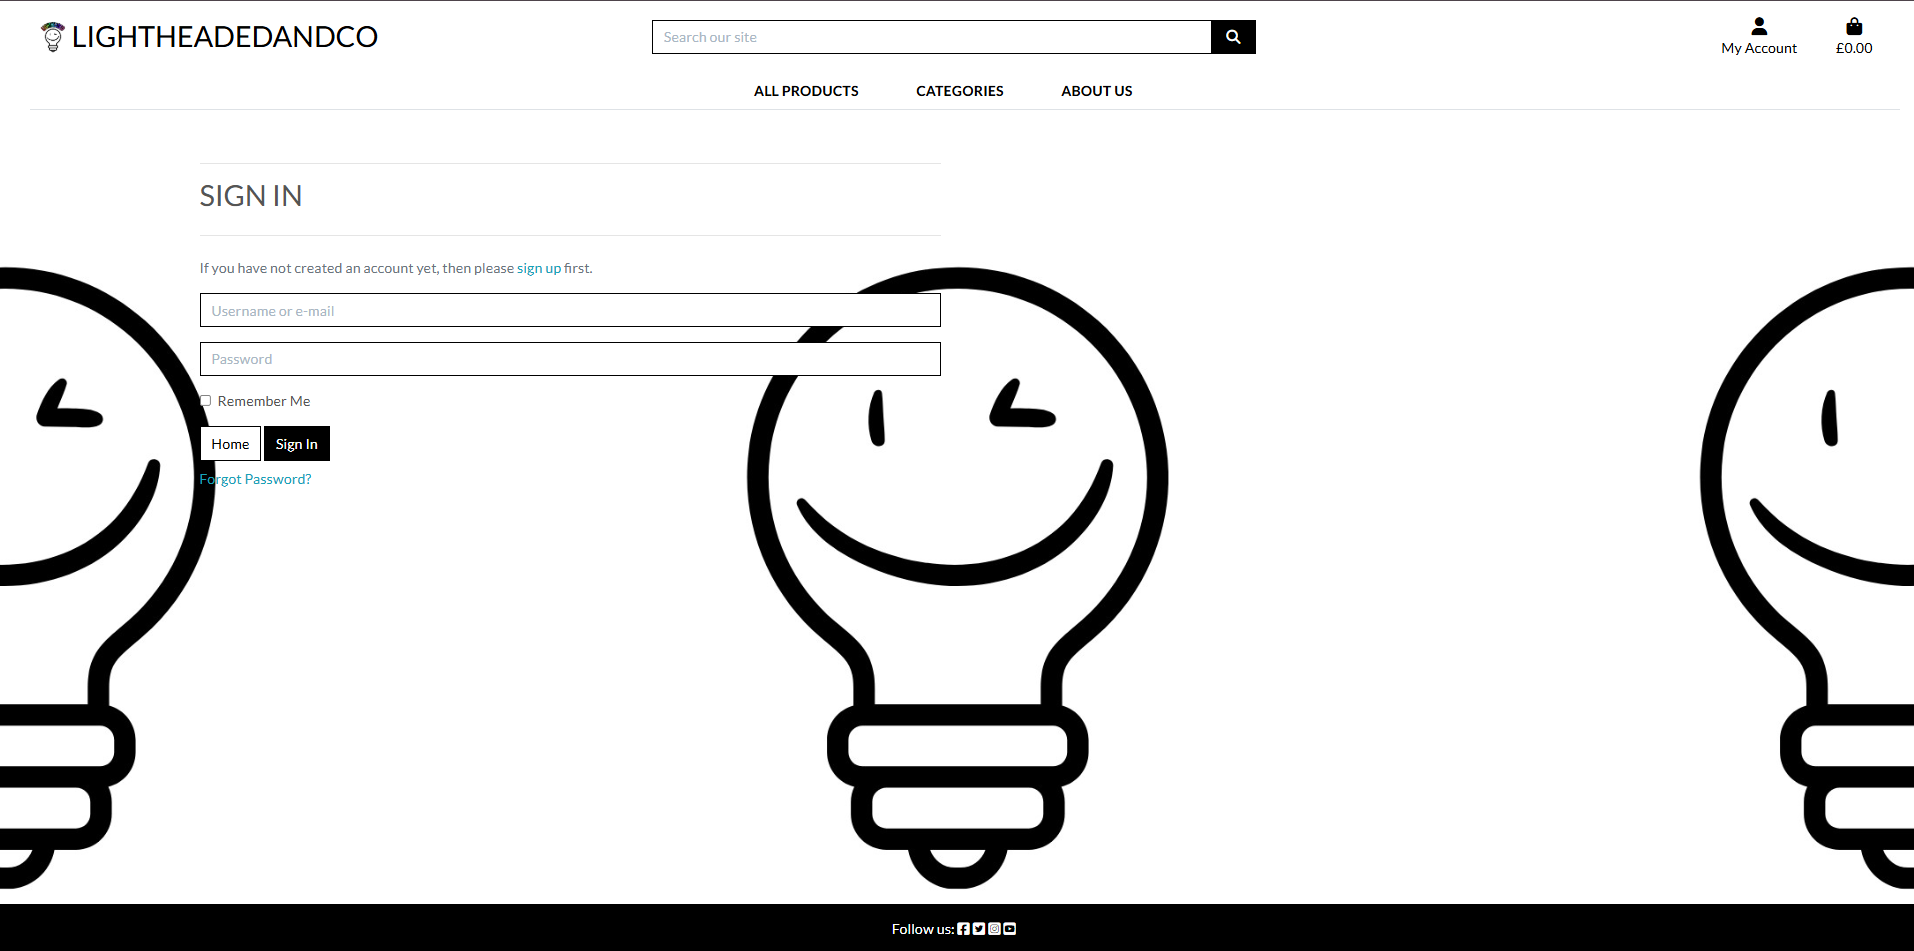 LIGHTHEADEDANDCO
Search our site
My Account
£0.00
ALL PRODUCTS
CATEGORIES
ABOUT US
SIGN IN
If you have not created an account yet, then please sign up first.
Username or e-mail
Password
Remember Me
Home
Sign In
Forgot Password?
Follow us: